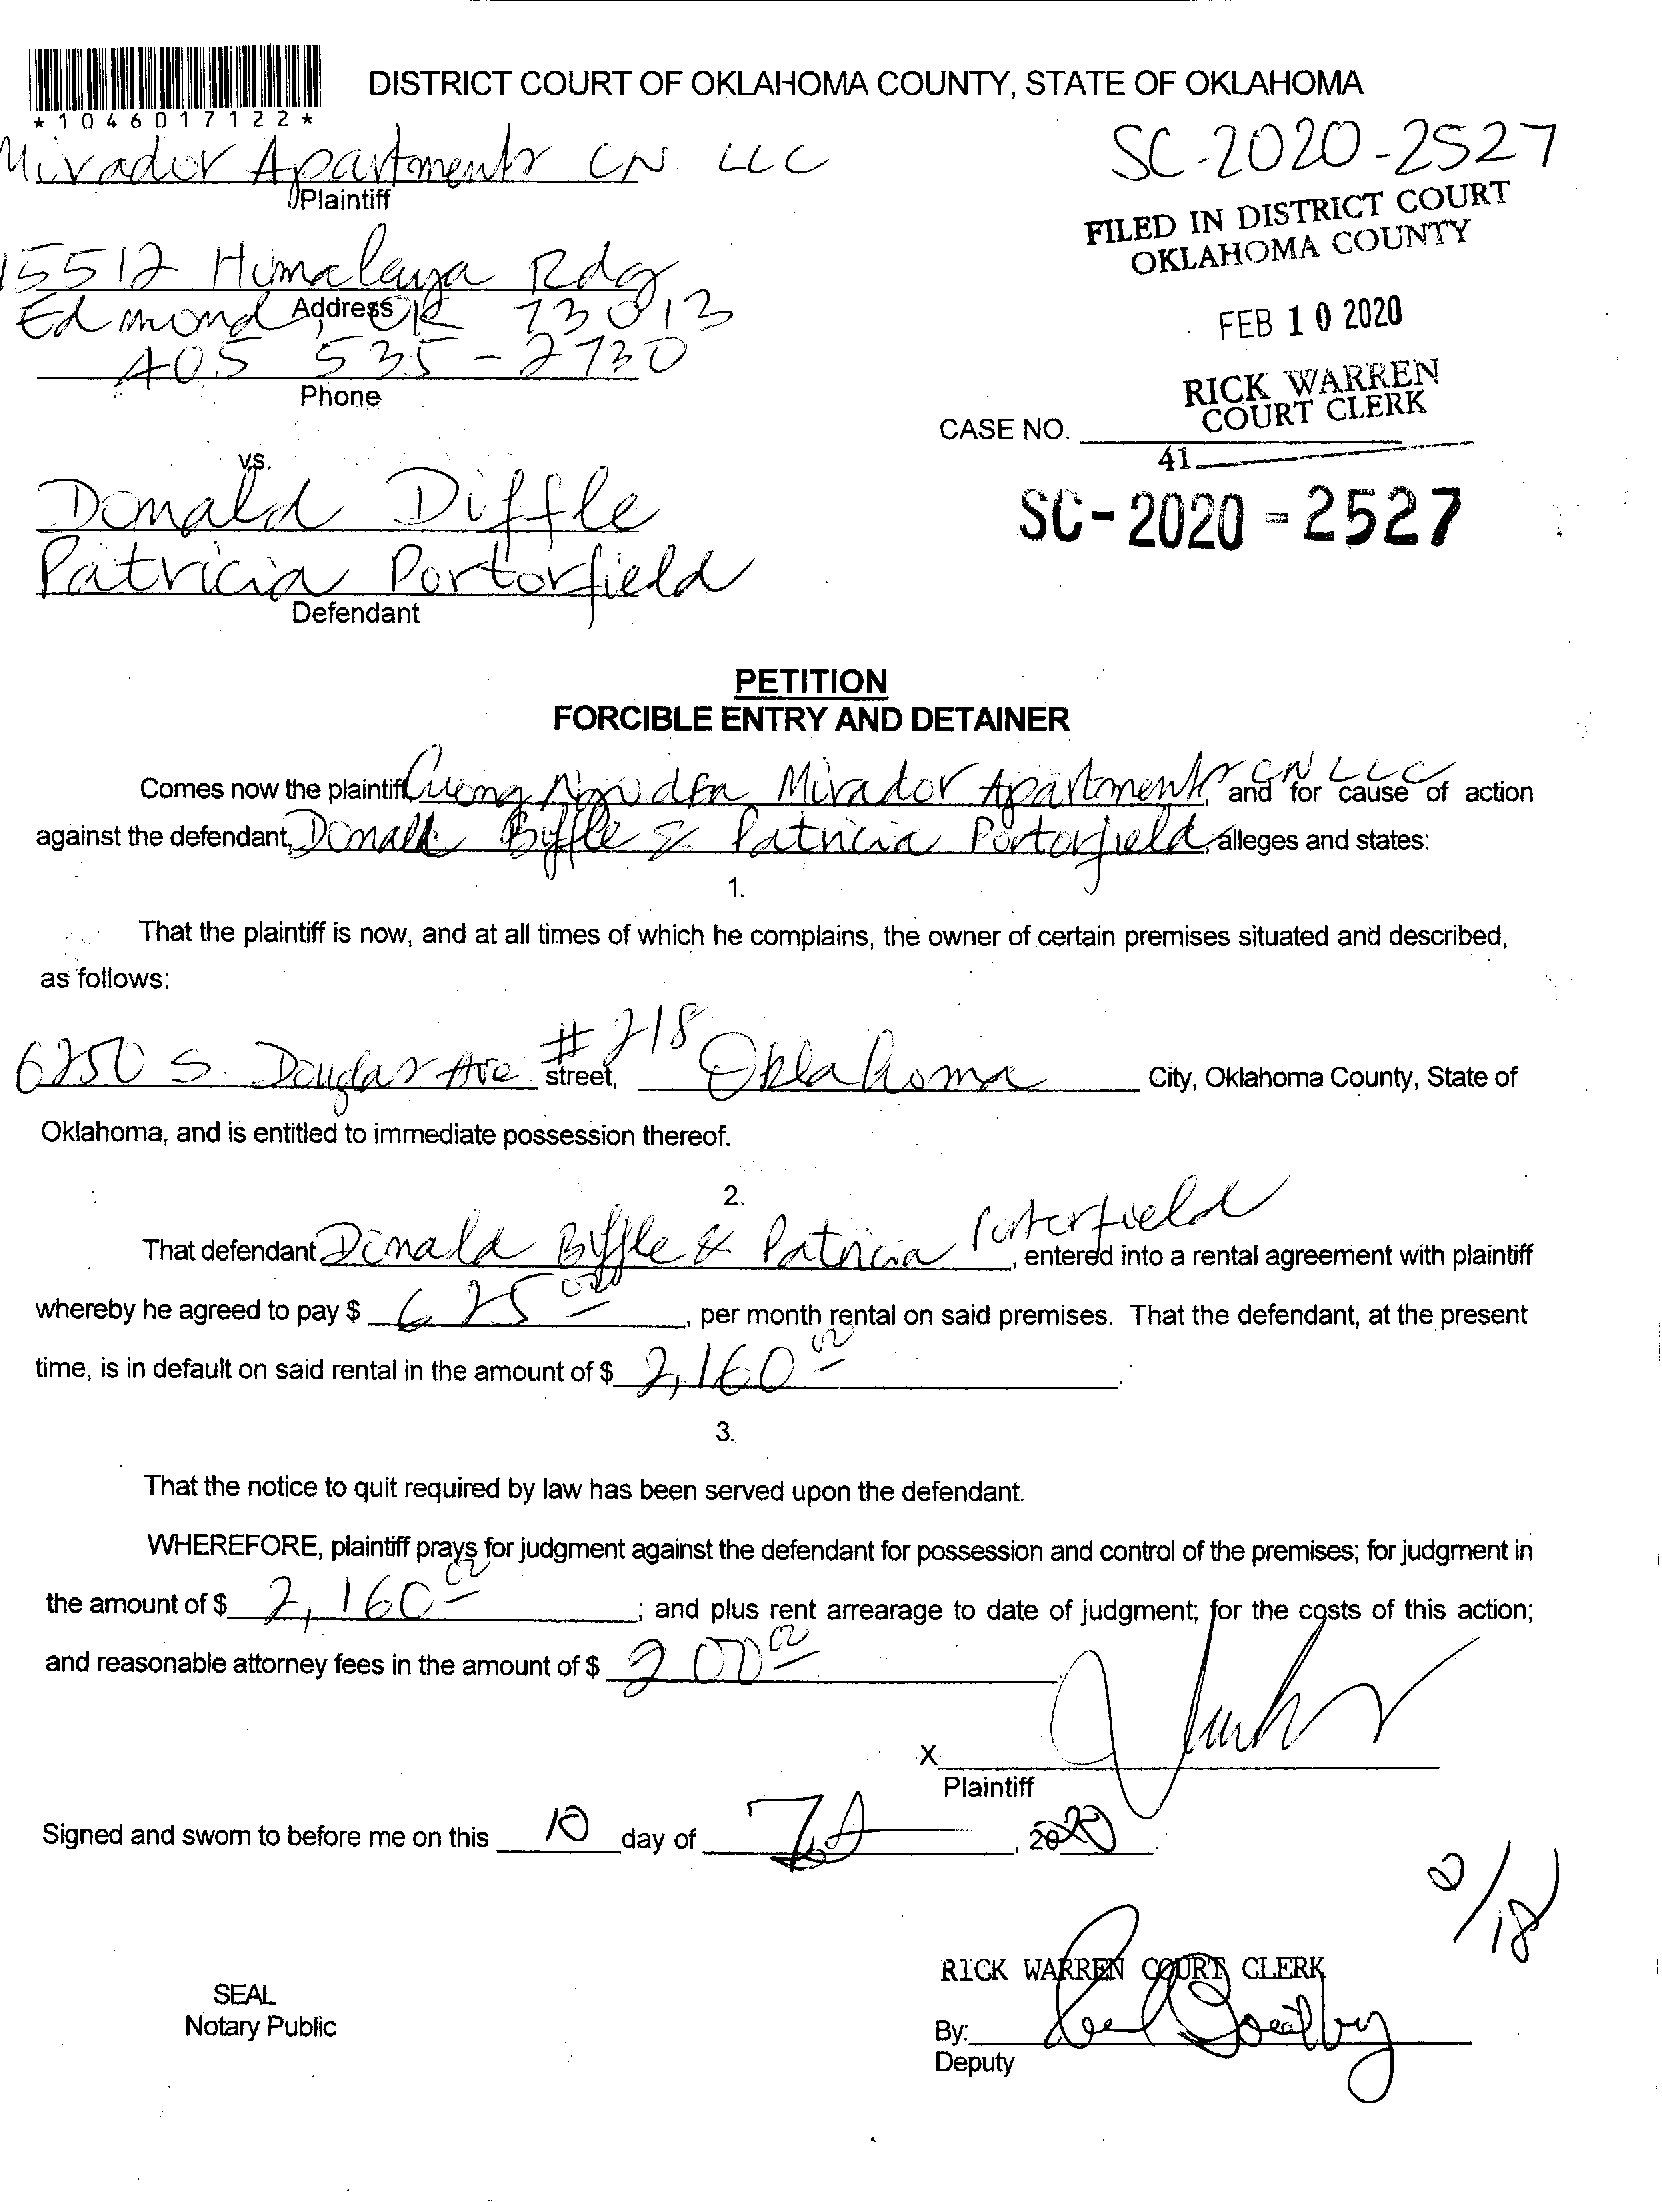 DISTRICT COURT OF OKLAHOMA COUNTY, STATE OF OKLAHOMA
*1046017122*
Mirador Apartments CN LLC
Plaintiff
SC-2020-2527
FILED IN DISTRICT COURT
OKLAHOMA COUNTY
15512 Himalaya Rdg
Address
Edmond, OK 73013
FEB 10 2020
405 535-2730
Phone
RICK WARREN
COURT CLERK
CASE NO.
41
vs.
SC-2020-2527
Donald Diffle
Patricia Portorfield
Defendant
PETITION
FORCIBLE ENTRY AND DETAINER
Comes now the plaintiff Cuong dba Mirador Apartments CN LLC, and for cause of action
against the defendant, Donald Biffle & Patricia Portorfield, alleges and states:
1.
That the plaintiff is now, and at all times of which he complains, the owner of certain premises situated and described,
as follows:
6250 S. Douglas Ave #218 street, Oklahoma City, Oklahoma County, State of
Oklahoma, and is entitled to immediate possession thereof.
2.
That defendant Donald Biffle & Patricia Porterfield, entered into a rental agreement with plaintiff
whereby he agreed to pay $ 625 00, per month rental on said premises. That the defendant, at the present
time, is in default on said rental in the amount of $ 2,160 00.
3.
That the notice to quit required by law has been served upon the defendant.
WHEREFORE, plaintiff prays for judgment against the defendant for possession and control of the premises; for judgment in
the amount of $ 2,160 00; and plus rent arrearage to date of judgment; for the costs of this action;
and reasonable attorney fees in the amount of $ 200 00
X
Plaintiff
Signed and sworn to before me on this 10 day of Feb, 2020.
2/18
RICK WARREN COURT CLERK
SEAL
Notary Public
By:
Deputy